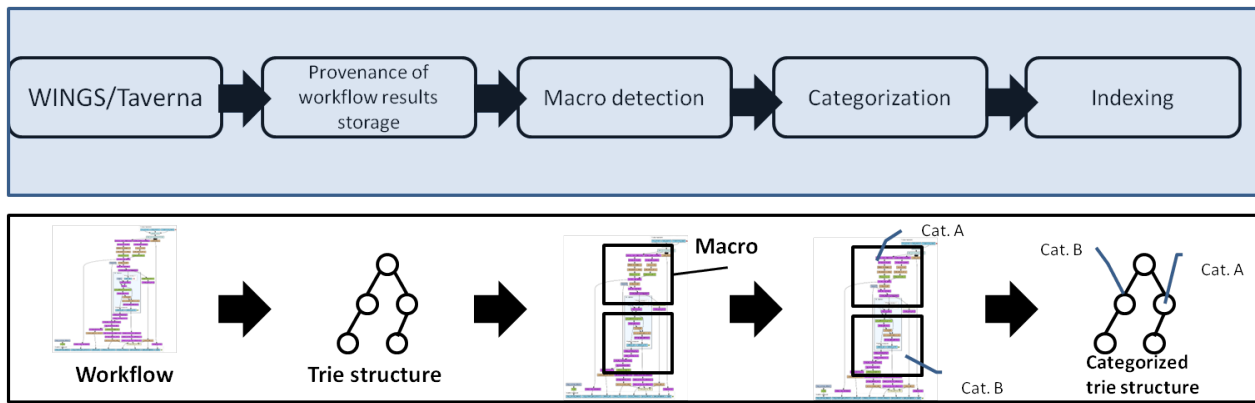 WINGS/Taverna
Provenance of
workflow results
storage
Macro detection
Categorization
Indexing
Workflow
Trie structure
Macro
Cat. A
Cat. B
Cat. B
Cat. A
Categorized
trie structure